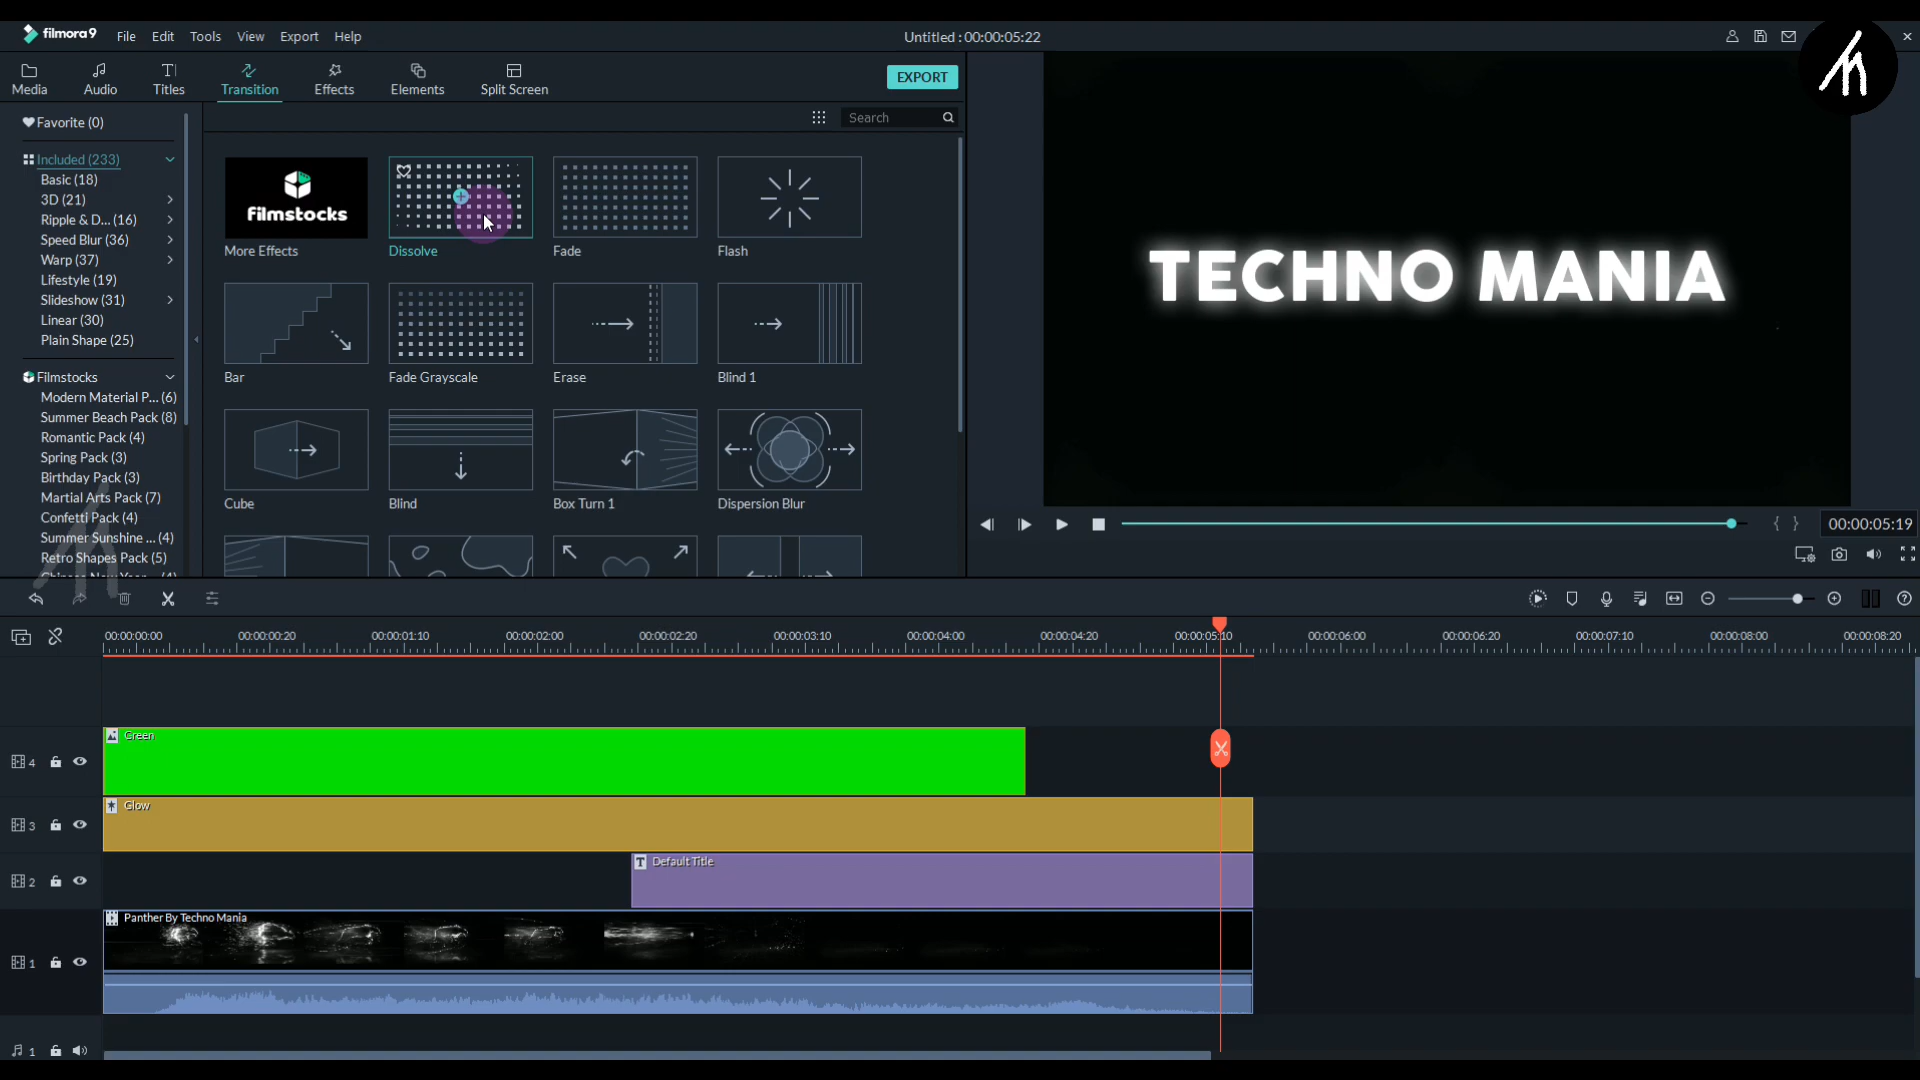 filmora9
File Edit Tools View Export Help
Untitled : 00:00:05:22
Media Audio Titles Transition Effects Elements Split Screen
EXPORT
Favorite (0)
Search
Included (233)
Basic (18)
3D (21)
Ripple & D... (16)
Speed Blur (36)
Warp (37)
Lifestyle (19)
Slideshow (31)
Linear (30)
Plain Shape (25)
Filmstocks
Modern Material P... (6)
Summer Beach Pack (8)
Romantic Pack (4)
Spring Pack (3)
Birthday Pack (3)
Martial Arts Pack (7)
Confetti Pack (4)
Summer Sunshine ... (4)
Retro Shapes Pack (5)
filmstocks
More Effects Dissolve Fade Flash
Bar Fade Grayscale Erase Blind 1
Cube Blind Box Turn 1 Dispersion Blur
TECHNO MANIA
00:00:05:19
00:00:00:00 00:00:00:20 00:00:01:10 00:00:02:00 00:00:02:20 00:00:03:10 00:00:04:00 00:00:04:20 00:00:05:10 00:00:06:00 00:00:06:20 00:00:07:10 00:00:08:00 00:00:08:20
Green
4
Glow
3
Default Title
2
Panther By Techno Mania
1
1